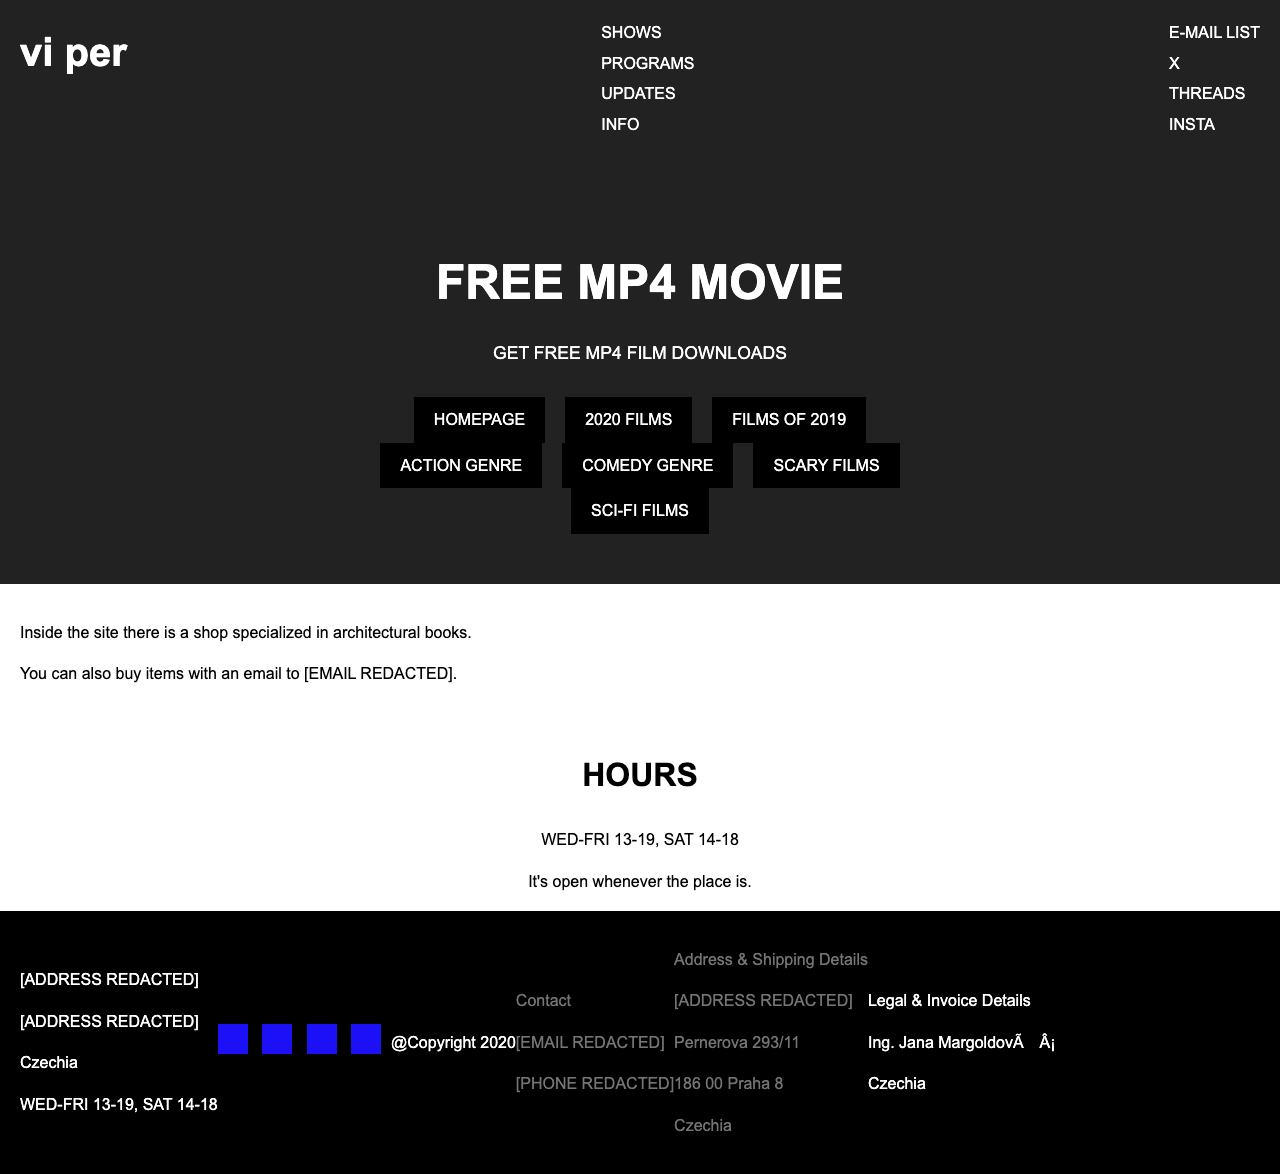 vi per
SHOWS
PROGRAMS
UPDATES
INFO
E-MAIL LIST
X
THREADS
INSTA
FREE MP4 MOVIE
GET FREE MP4 FILM DOWNLOADS
HOMEPAGE 2020 FILMS FILMS OF 2019
ACTION GENRE COMEDY GENRE SCARY FILMS
SCI-FI FILMS
Inside the site there is a shop specialized in architectural books.
You can also buy items with an email to [EMAIL REDACTED].
HOURS
WED-FRI 13-19, SAT 14-18
It's open whenever the place is.
[ADDRESS REDACTED]
[ADDRESS REDACTED]
Czechia
WED-FRI 13-19, SAT 14-18
@Copyright 2020
Contact
[EMAIL REDACTED]
[PHONE REDACTED]
Address & Shipping Details
[ADDRESS REDACTED]
Pernerova 293/11
186 00 Praha 8
Czechia
Legal & Invoice Details
Ing. Jana MargoldovÃ Â¡
Czechia